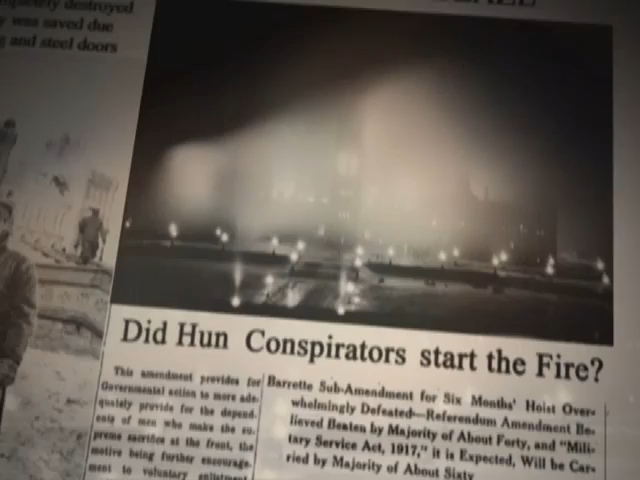 destroyed
y was saved due
g and steel doors
Did Hun Conspirators start the Fire?
This amendment provides for
Governmental action to more ade-
quately provide for the depend-
ents of men who make the su-
preme sacrifice at the front, the
motive being further encourage-
ment to voluntary enlistment
Barrette Sub-Amendment for Six Months' Hoist Over-
whelmingly Defeated—Referendum Amendment Be-
lieved Beaten by Majority of About Forty, and "Mili-
tary Service Act, 1917," it is Expected, Will be Car-
ried by Majority of About Sixty